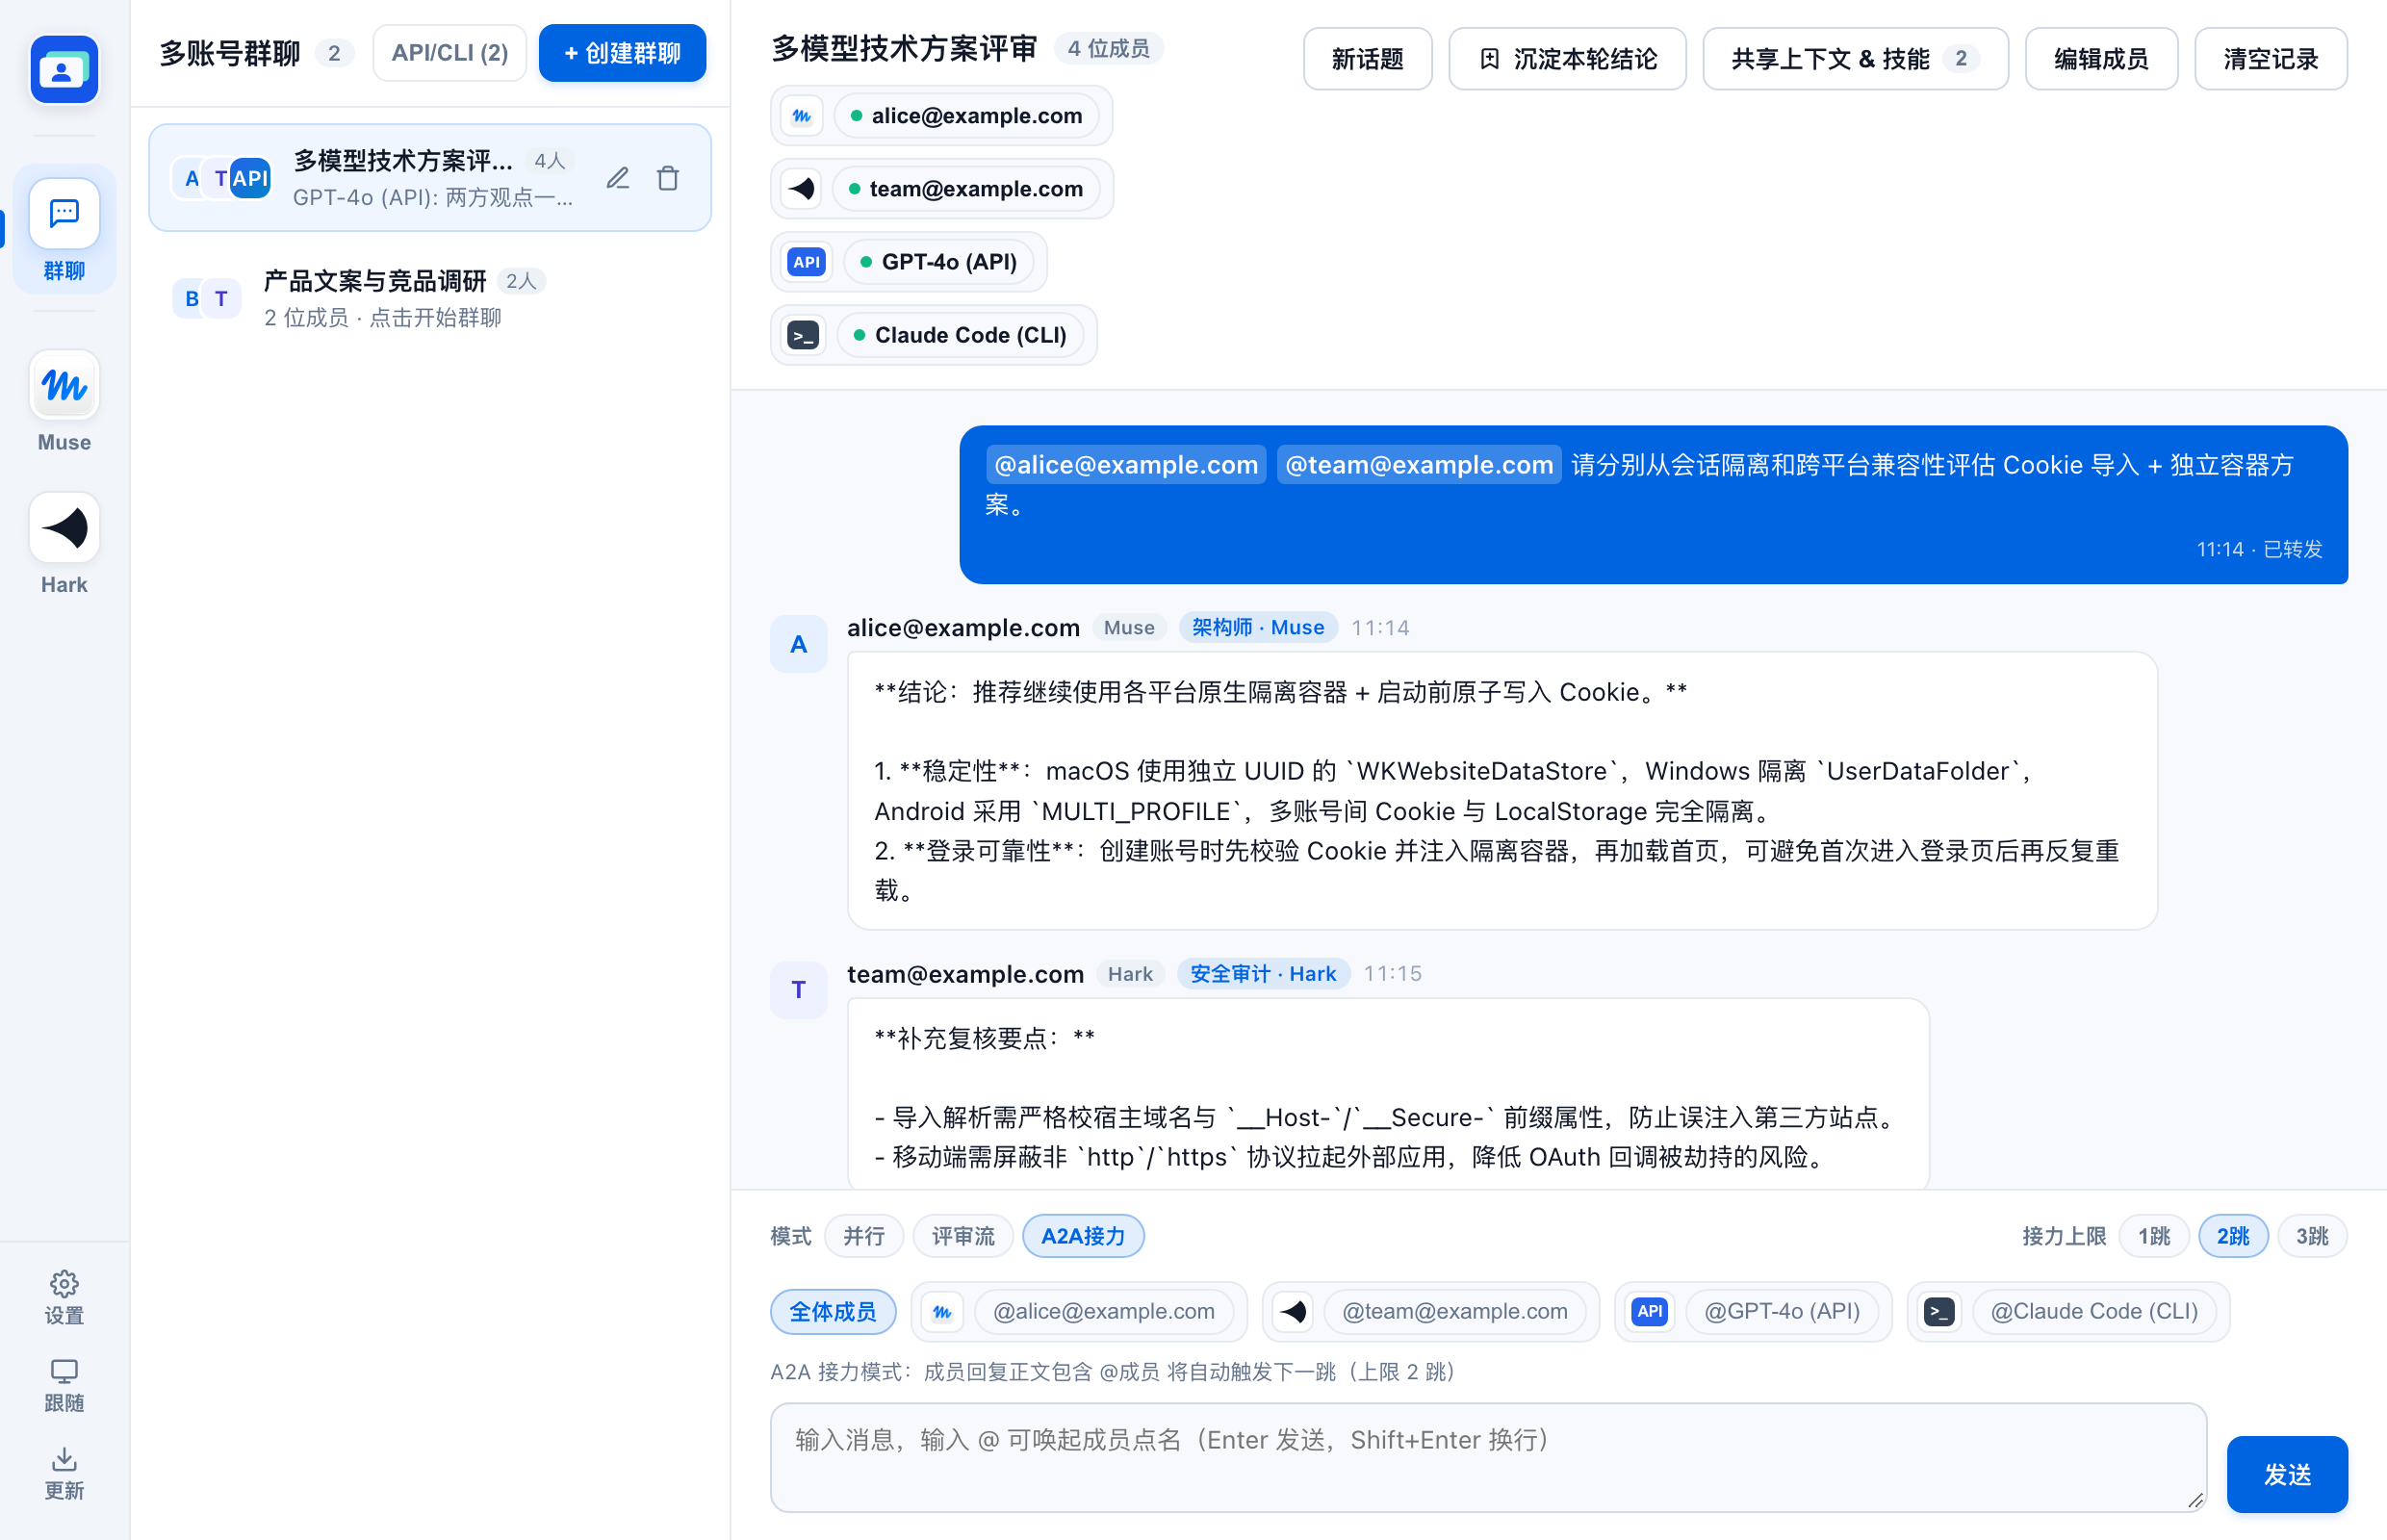 群聊
Muse
Hark
设置
跟随
更新
多账号群聊 2 API/CLI (2) + 创建群聊
A T API 多模型技术方案评... 4人
GPT-4o (API): 两方观点一...
B T 产品文案与竞品调研 2人
2 位成员 · 点击开始群聊
多模型技术方案评审 4 位成员
新话题 沉淀本轮结论 共享上下文 & 技能 2 编辑成员 清空记录
alice@example.com
team@example.com
API GPT-4o (API)
>_ Claude Code (CLI)
@alice@example.com @team@example.com 请分别从会话隔离和跨平台兼容性评估 Cookie 导入 + 独立容器方
案。
11:14 · 已转发
A alice@example.com Muse 架构师 · Muse 11:14
**结论：推荐继续使用各平台原生隔离容器 + 启动前原子写入 Cookie。**
1. **稳定性**：macOS 使用独立 UUID 的 `WKWebsiteDataStore`，Windows 隔离 `UserDataFolder`，
Android 采用 `MULTI_PROFILE`，多账号间 Cookie 与 LocalStorage 完全隔离。
2. **登录可靠性**：创建账号时先校验 Cookie 并注入隔离容器，再加载首页，可避免首次进入登录页后再反复重
载。
T team@example.com Hark 安全审计 · Hark 11:15
**补充复核要点：**
- 导入解析需严格校宿主域名与 `__Host-`/`__Secure-` 前缀属性，防止误注入第三方站点。
- 移动端需屏蔽非 `http`/`https` 协议拉起外部应用，降低 OAuth 回调被劫持的风险。
模式 并行 评审流 A2A接力 接力上限 1跳 2跳 3跳
全体成员 @alice@example.com @team@example.com API @GPT-4o (API) >_ @Claude Code (CLI)
A2A 接力模式：成员回复正文包含 @成员 将自动触发下一跳（上限 2 跳）
输入消息，输入 @ 可唤起成员点名（Enter 发送，Shift+Enter 换行）
发送